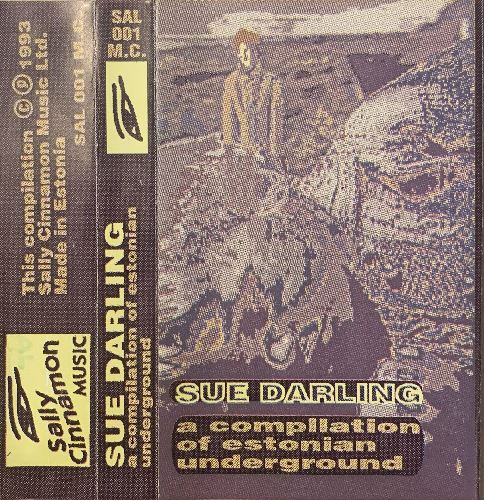 This compilation © ℗ 1993
Sally Cinnamon Music Ltd.
Made in Estonia
SAL 001 M.C.
Sally
Cinnamon
MUSIC
SAL
001
M.C.
SUE DARLING
a compilation of estonian
underground
SUE DARLING
a compilation
of estonian
underground